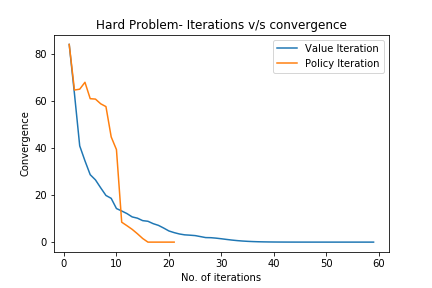 Hard Problem- Iterations v/s convergence
Value Iteration
Policy Iteration
Convergence
80
60
40
20
0
0 10 20 30 40 50 60
No. of iterations